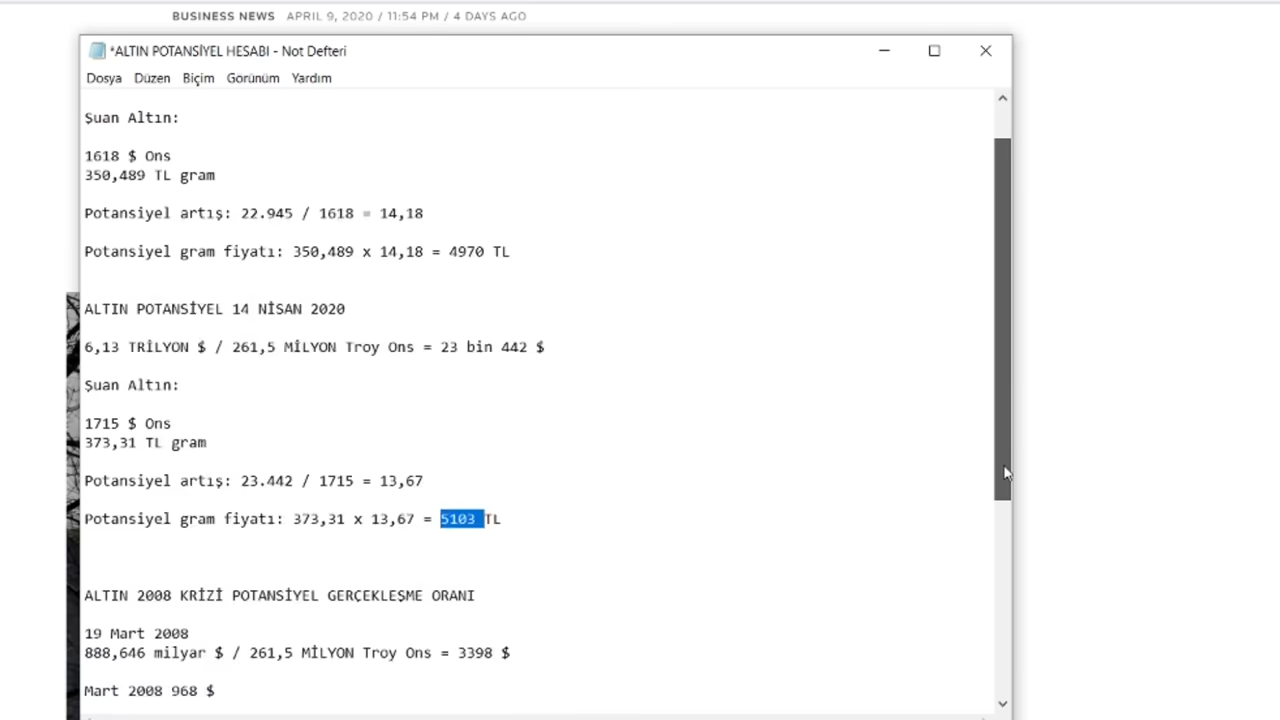 BUSINESS NEWS APRIL 9, 2020 / 11:54 PM / 4 DAYS AGO
*ALTIN POTANSİYEL HESABI - Not Defteri
Dosya Düzen Biçim Görünüm Yardım
Şuan Altın:
1618 $ Ons
350,489 TL gram
Potansiyel artış: 22.945 / 1618 = 14,18
Potansiyel gram fiyatı: 350,489 x 14,18 = 4970 TL
ALTIN POTANSİYEL 14 NİSAN 2020
6,13 TRİLYON $ / 261,5 MİLYON Troy Ons = 23 bin 442 $
Şuan Altın:
1715 $ Ons
373,31 TL gram
Potansiyel artış: 23.442 / 1715 = 13,67
Potansiyel gram fiyatı: 373,31 x 13,67 = 5103 TL
ALTIN 2008 KRİZİ POTANSİYEL GERÇEKLEŞME ORANI
19 Mart 2008
888,646 milyar $ / 261,5 MİLYON Troy Ons = 3398 $
Mart 2008 968 $